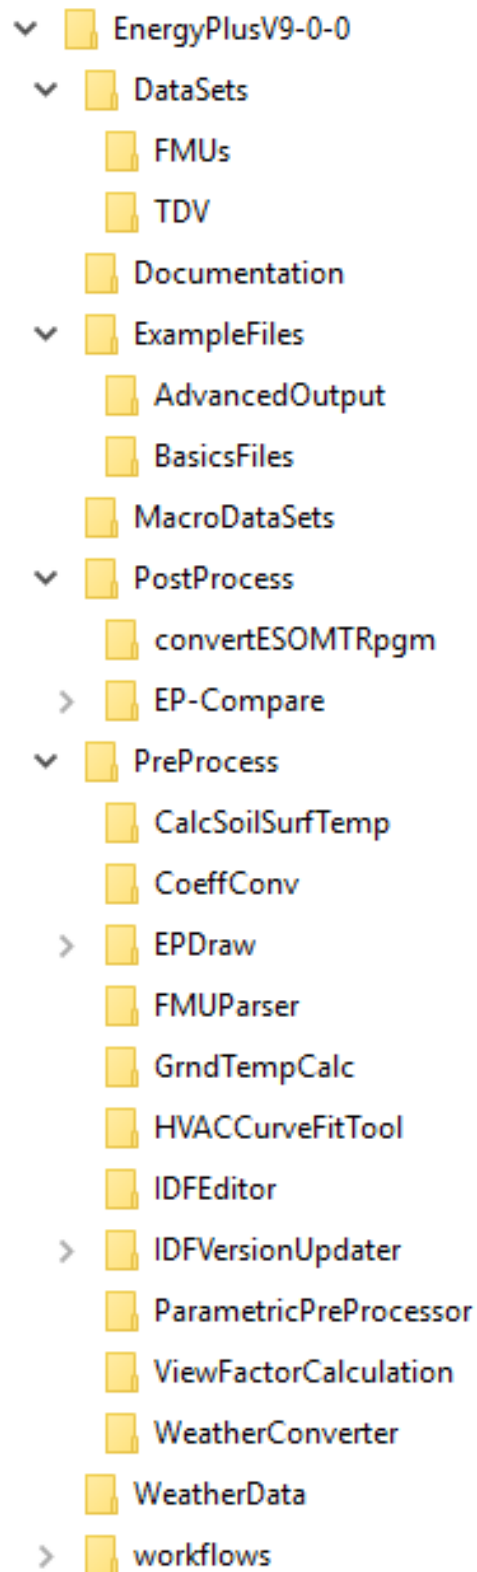 EnergyPlusV9-0-0
DataSets
FMUs
TDV
Documentation
ExampleFiles
AdvancedOutput
BasicsFiles
MacroDataSets
PostProcess
convertESOMTRpgm
EP-Compare
PreProcess
CalcSoilSurfTemp
CoeffConv
EPDraw
FMUParser
GrndTempCalc
HVACCurveFitTool
IDFEditor
IDFVersionUpdater
ParametricPreProcessor
ViewFactorCalculation
WeatherConverter
WeatherData
workflows